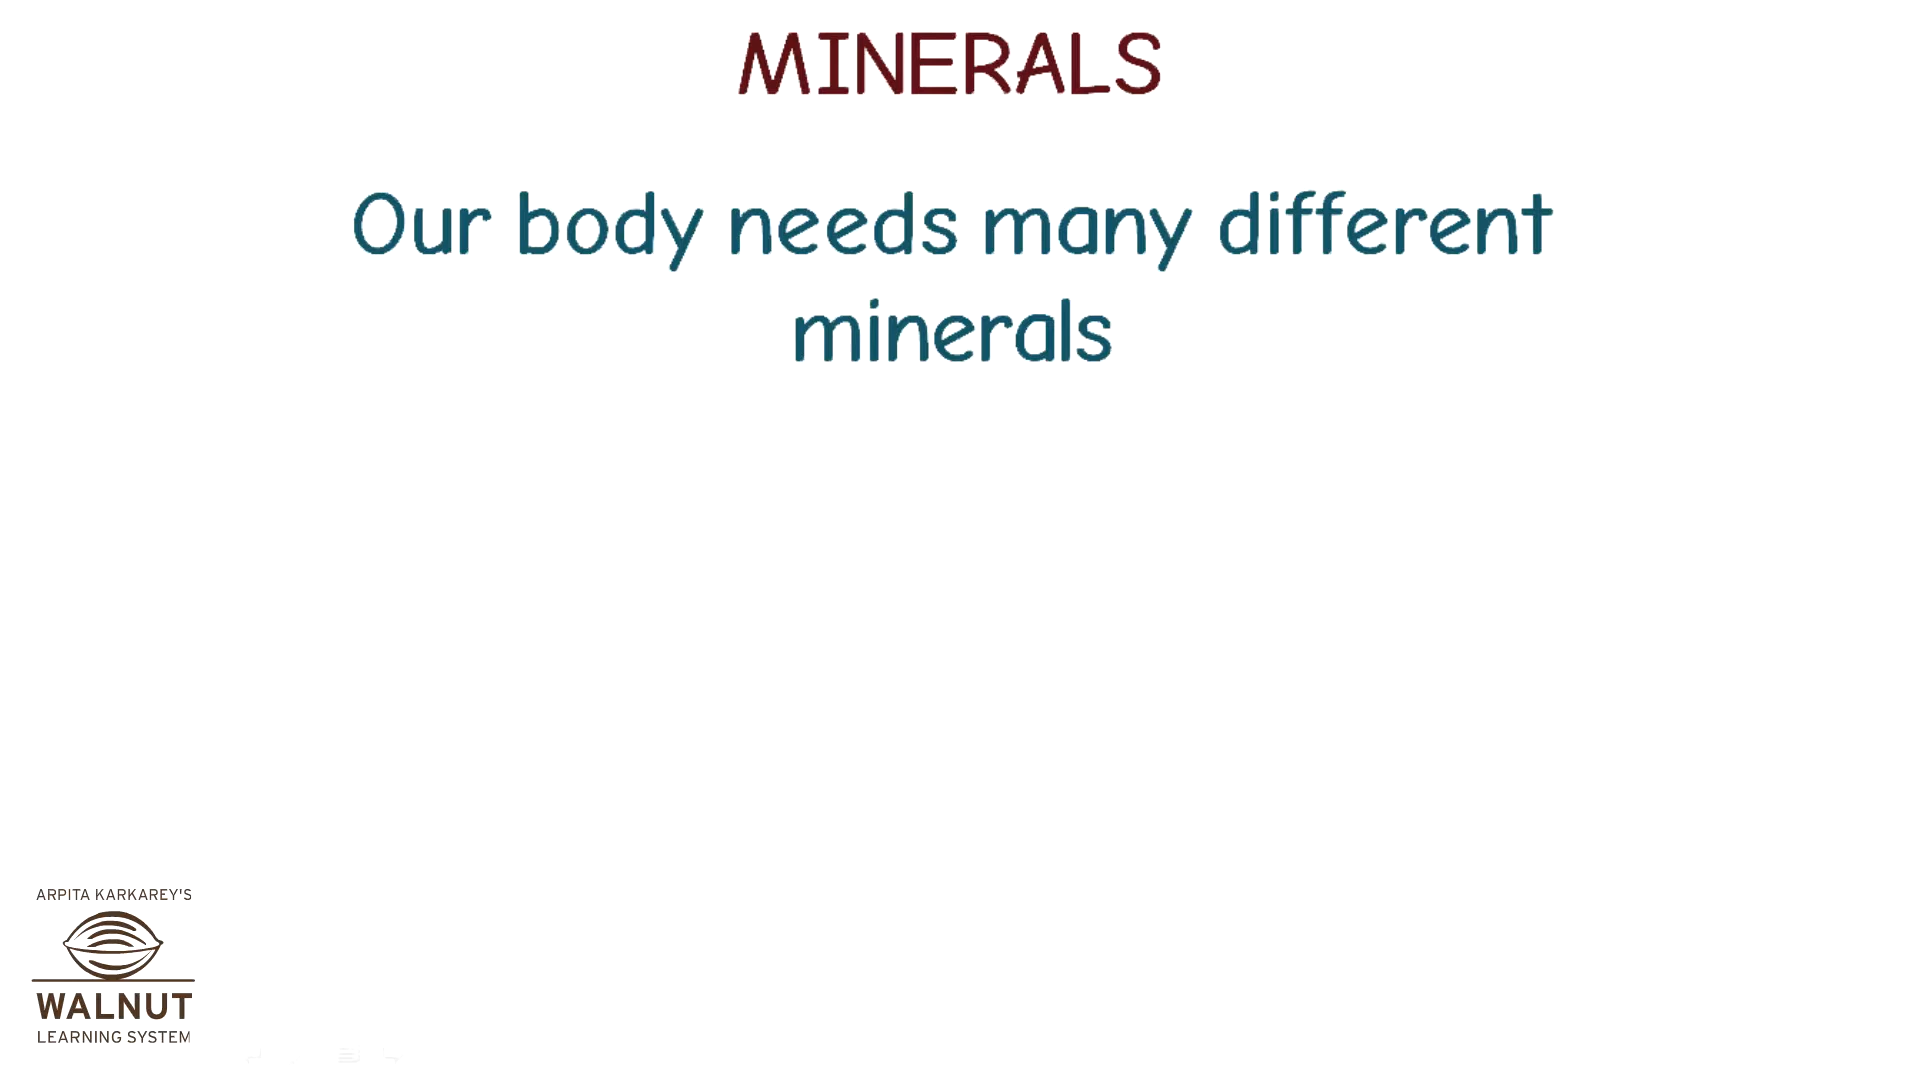 MINERALS
Our body needs many different
minerals
ARPITA KARKAREY'S
WALNUT
LEARNING SYSTEM